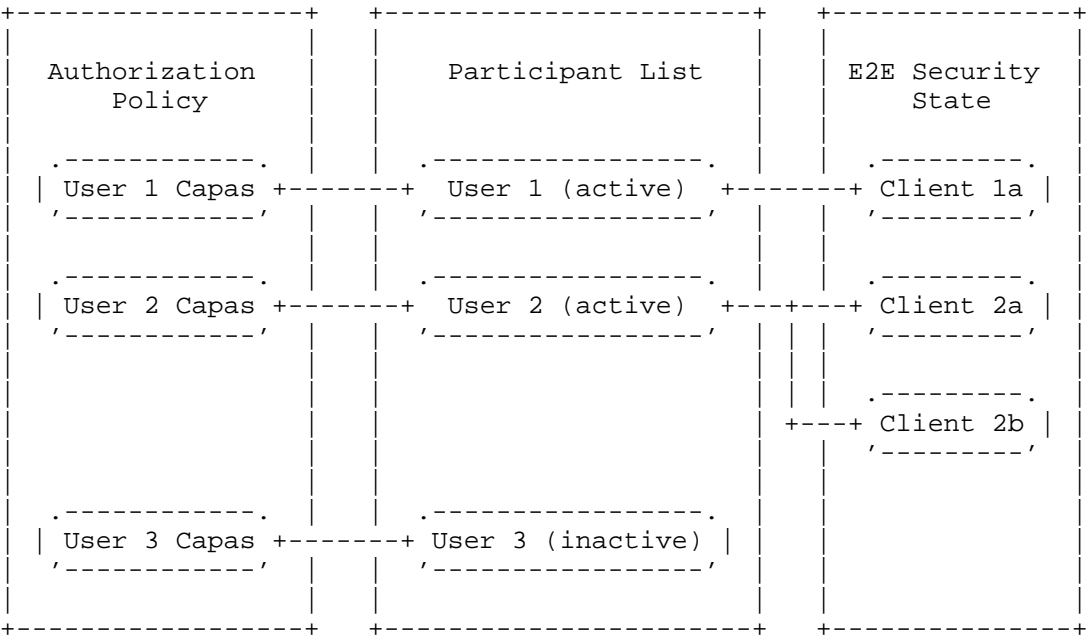 Authorization Policy
Participant List
E2E Security State
User 1 Capas
User 1 (active)
Client 1a
User 2 Capas
User 2 (active)
Client 2a
Client 2b
User 3 Capas
User 3 (inactive)